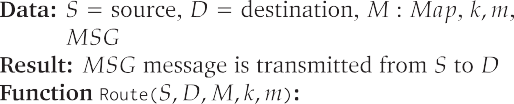 Data: S = source, D = destination, M : Map, k, m,
MSG
Result: MSG message is transmitted from S to D
Function Route(S, D, M, k, m):